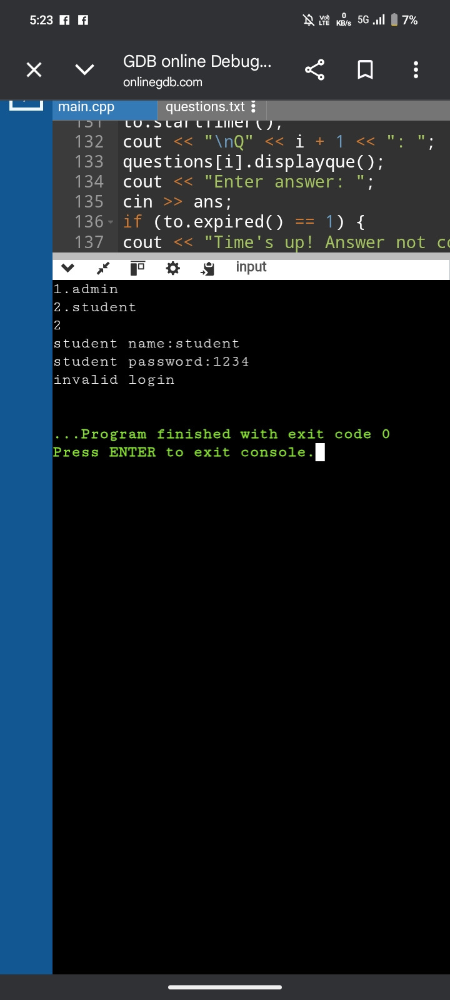 5:23 Vo) LTE 0 KB/s 5G 7%
GDB online Debug...
onlinegdb.com
main.cpp questions.txt
131 to.startTimer();
132 cout << "\nQ" << i + 1 << ": ";
133 questions[i].displayque();
134 cout << "Enter answer: ";
135 cin >> ans;
136 if (to.expired() == 1) {
137 cout << "Time's up! Answer not co
input
1.admin
2.student
2
student name:student
student password:1234
invalid login
...Program finished with exit code 0
Press ENTER to exit console.